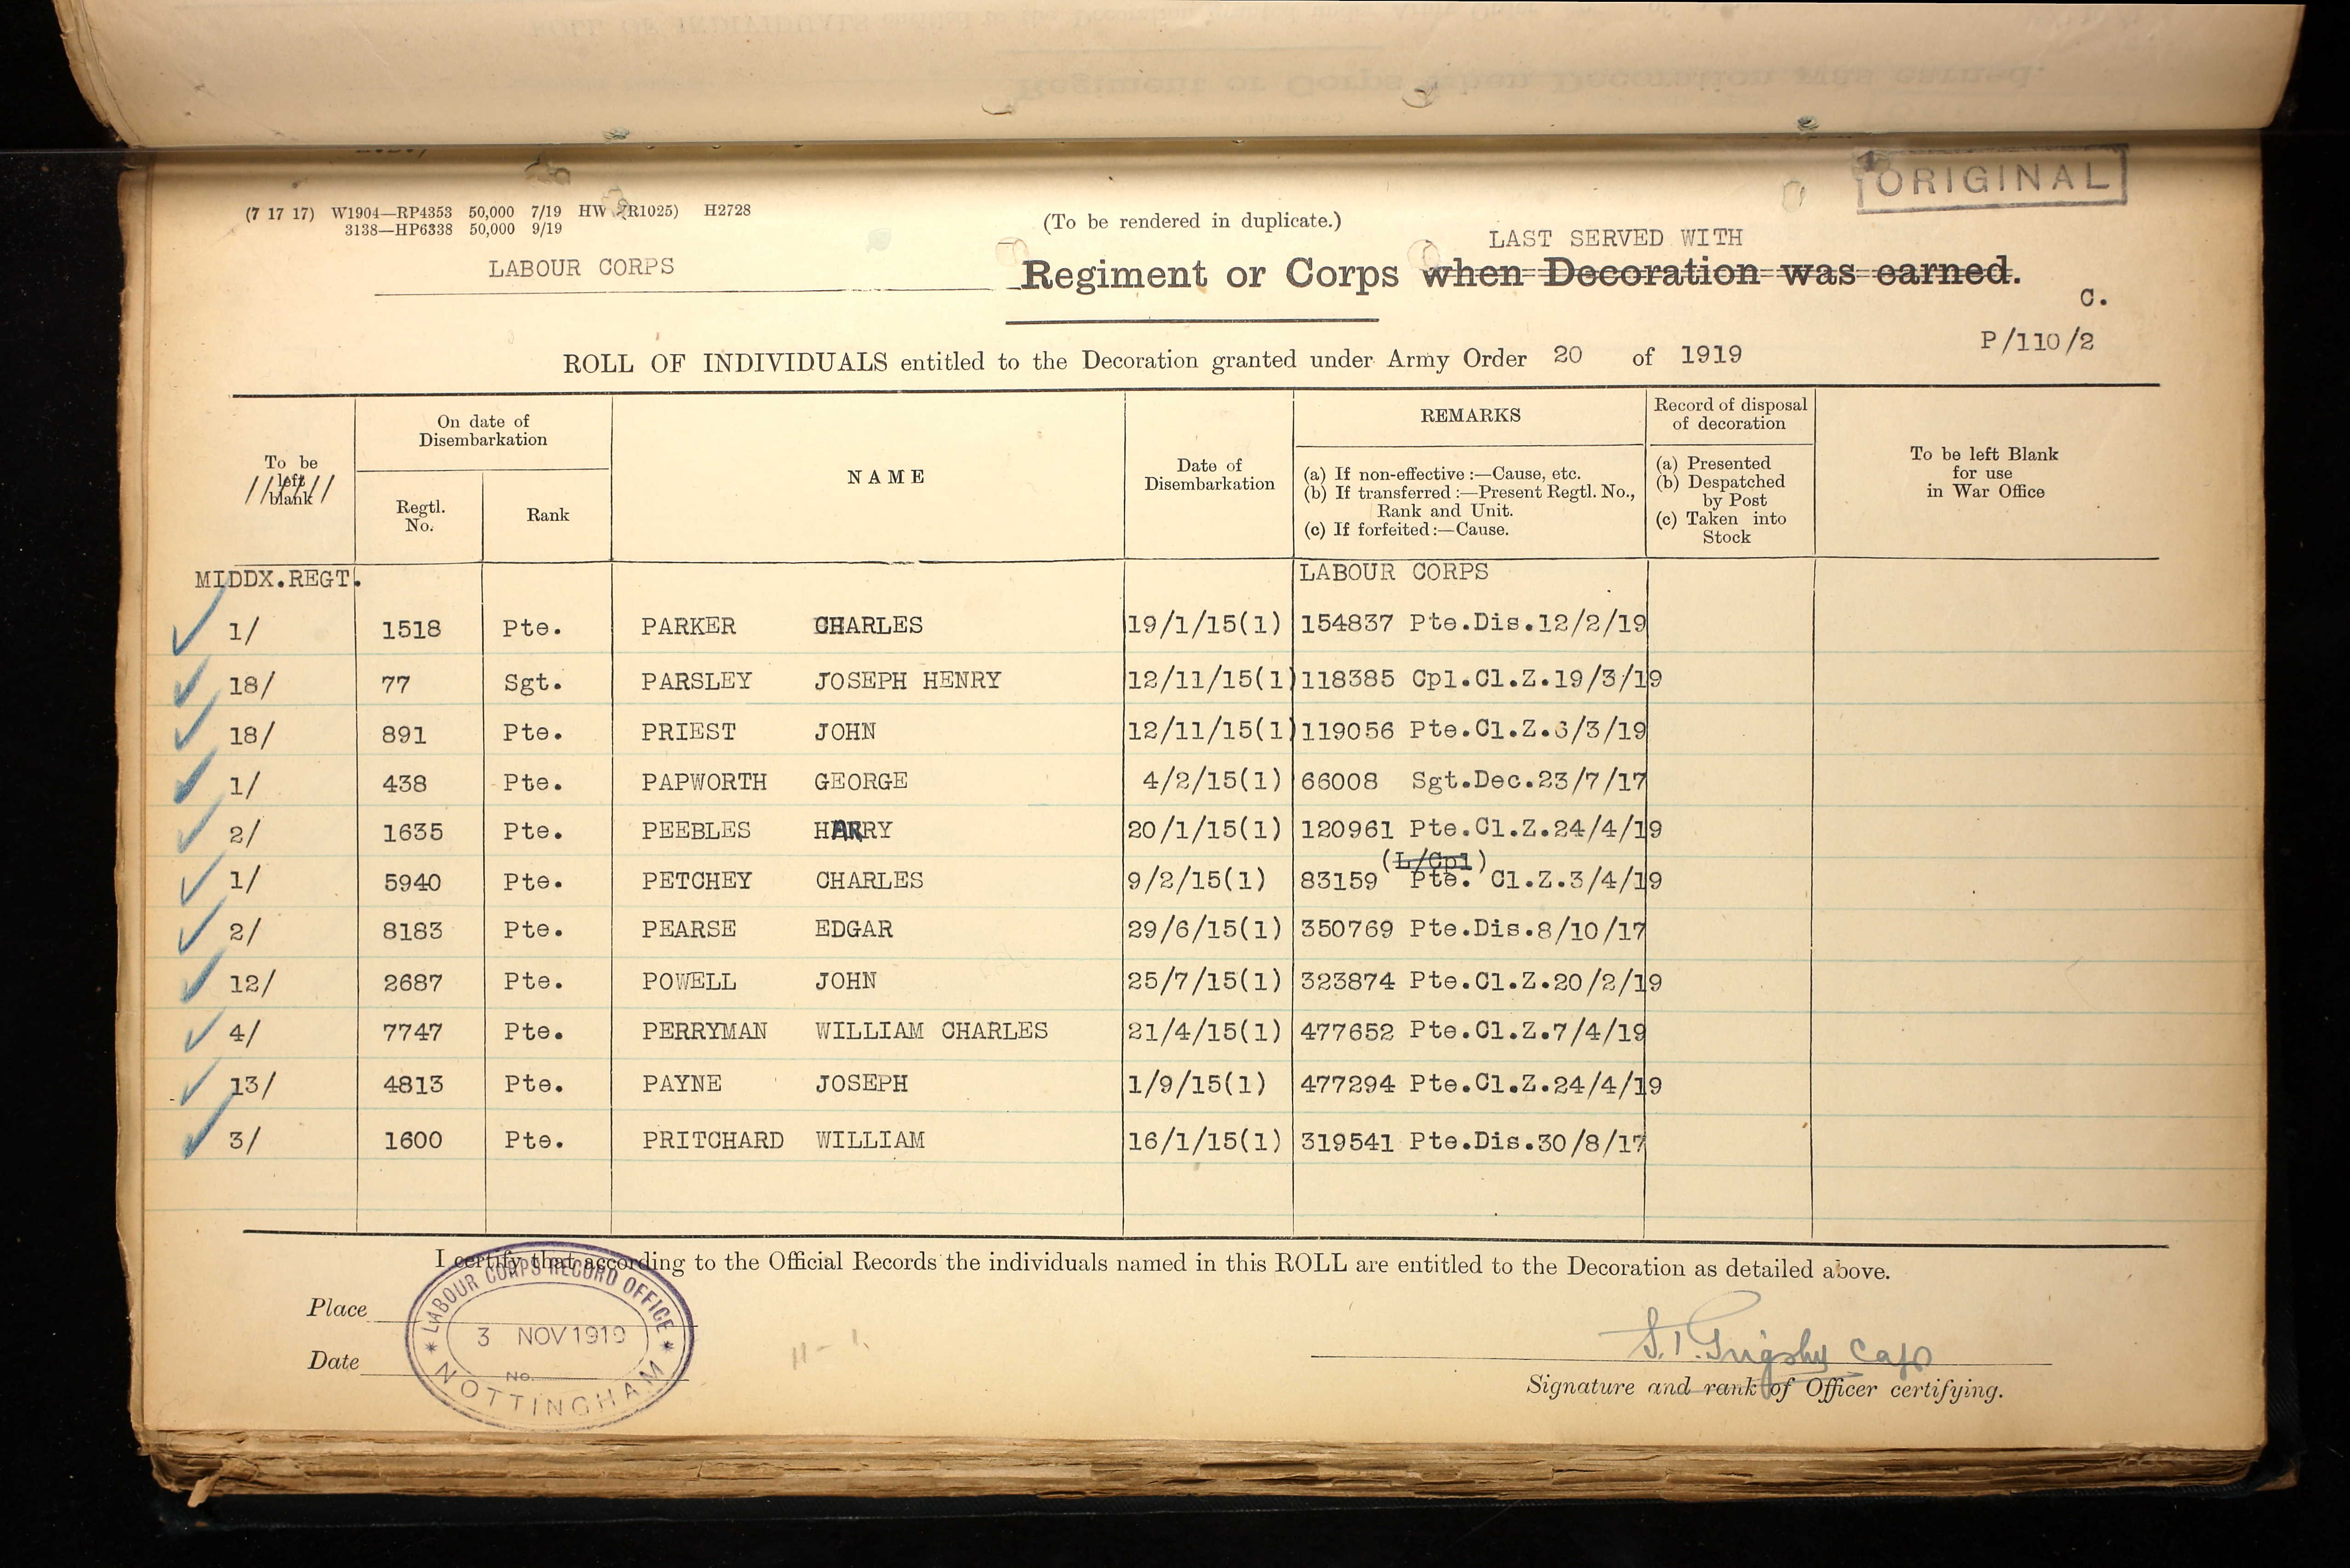 ORIGINAL
(7 17 17) W1904—RP4353 50,000 7/19 HW (R1025) H2728
3138—HP6338 50,000 9/19
(To be rendered in duplicate.)
LAST SERVED WITH
LABOUR CORPS Regiment or Corps when Decoration was earned.
C.
P/110/2
ROLL OF INDIVIDUALS entitled to the Decoration granted under Army Order 20 of 1919
To be left blank
On date of Disembarkation
Regtl. No.
Rank
NAME
Date of Disembarkation
REMARKS
(a) If non-effective :—Cause, etc.
(b) If transferred :—Present Regtl. No., Rank and Unit.
(c) If forfeited :—Cause.
Record of disposal of decoration
(a) Presented
(b) Despatched by Post
(c) Taken into Stock
To be left Blank for use in War Office
MIDDX.REGT. LABOUR CORPS
1/ 1518 Pte. PARKER CHARLES 19/1/15(1) 154837 Pte.Dis.12/2/19
18/ 77 Sgt. PARSLEY JOSEPH HENRY 12/11/15(1) 118385 Cpl.Cl.Z.19/3/19
18/ 891 Pte. PRIEST JOHN 12/11/15(1) 119056 Pte.Cl.Z.6/3/19
1/ 438 Pte. PAPWORTH GEORGE 4/2/15(1) 66008 Sgt.Dec.23/7/17
2/ 1635 Pte. PEEBLES HARRY 20/1/15(1) 120961 Pte.Cl.Z.24/4/19
(L/Cpl)
1/ 5940 Pte. PETCHEY CHARLES 9/2/15(1) 83159 Pte. Cl.Z.3/4/19
2/ 8183 Pte. PEARSE EDGAR 29/6/15(1) 350769 Pte.Dis.8/10/17
12/ 2687 Pte. POWELL JOHN 25/7/15(1) 323874 Pte.Cl.Z.20/2/19
4/ 7747 Pte. PERRYMAN WILLIAM CHARLES 21/4/15(1) 477652 Pte.Cl.Z.7/4/19
13/ 4813 Pte. PAYNE JOSEPH 1/9/15(1) 477294 Pte.Cl.Z.24/4/19
3/ 1600 Pte. PRITCHARD WILLIAM 16/1/15(1) 319541 Pte.Dis.30/8/17
I certify that according to the Official Records the individuals named in this ROLL are entitled to the Decoration as detailed above.
Place
Date
LABOUR CORPS RECORD OFFICE
3 NOV 1919
No.
NOTTINGHAM
Capt
Signature and rank of Officer certifying.